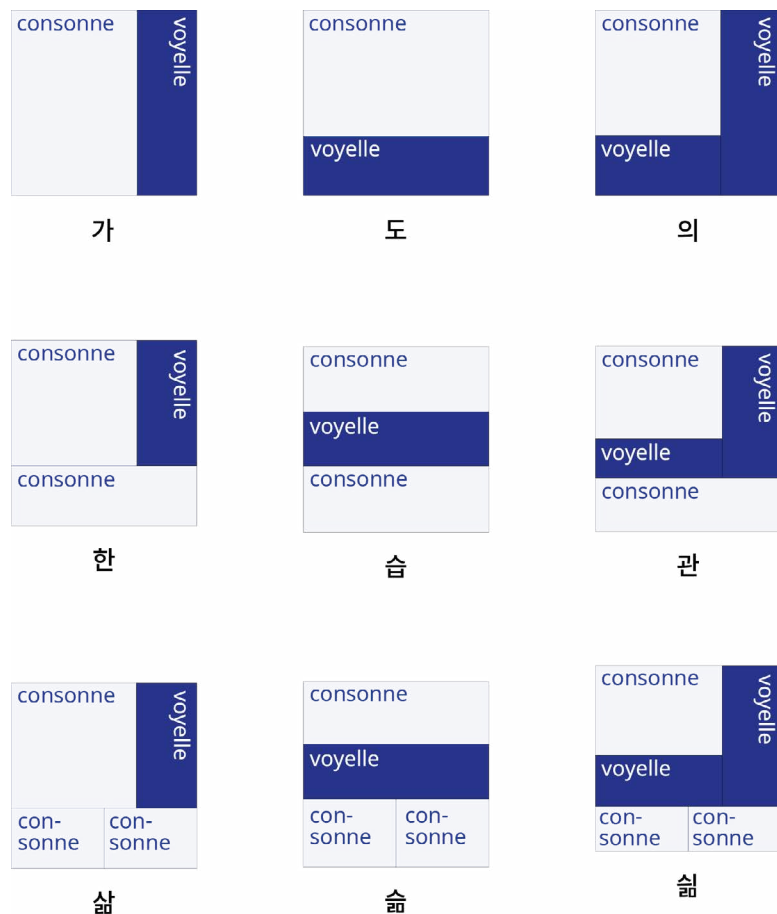 consonne
voyelle
consonne
voyelle
consonne
voyelle
voyelle
가
도
의
consonne
voyelle
consonne
consonne
voyelle
consonne
consonne
voyelle
voyelle
consonne
한
습
관
consonne
voyelle
con-
sonne
con-
sonne
consonne
voyelle
con-
sonne
con-
sonne
consonne
voyelle
voyelle
con-
sonne
con-
sonne
삶
슮
싊